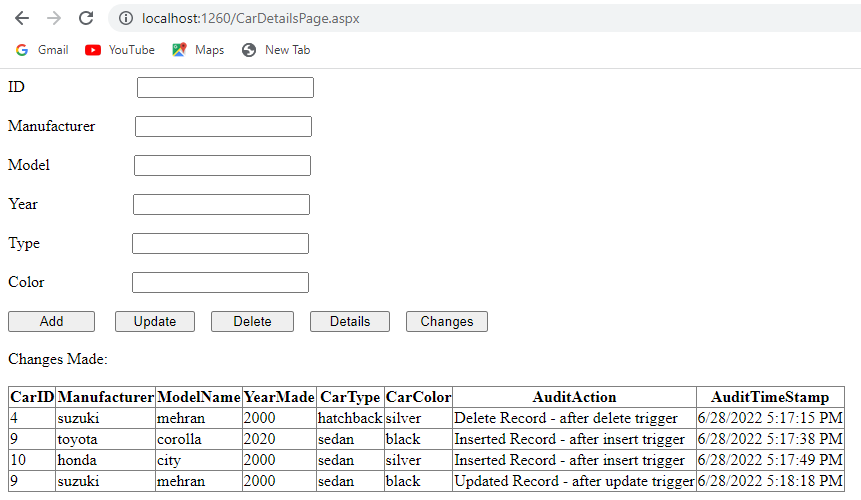 localhost:1260/CarDetailsPage.aspx
Gmail YouTube Maps New Tab
ID
Manufacturer
Model
Year
Type
Color
Add Update Delete Details Changes
Changes Made:
CarID Manufacturer ModelName YearMade CarType CarColor AuditAction AuditTimeStamp
4 suzuki mehran 2000 hatchback silver Delete Record - after delete trigger 6/28/2022 5:17:15 PM
9 toyota corolla 2020 sedan black Inserted Record - after insert trigger 6/28/2022 5:17:38 PM
10 honda city 2000 sedan silver Inserted Record - after insert trigger 6/28/2022 5:17:49 PM
9 suzuki mehran 2000 sedan black Updated Record - after update trigger 6/28/2022 5:18:18 PM